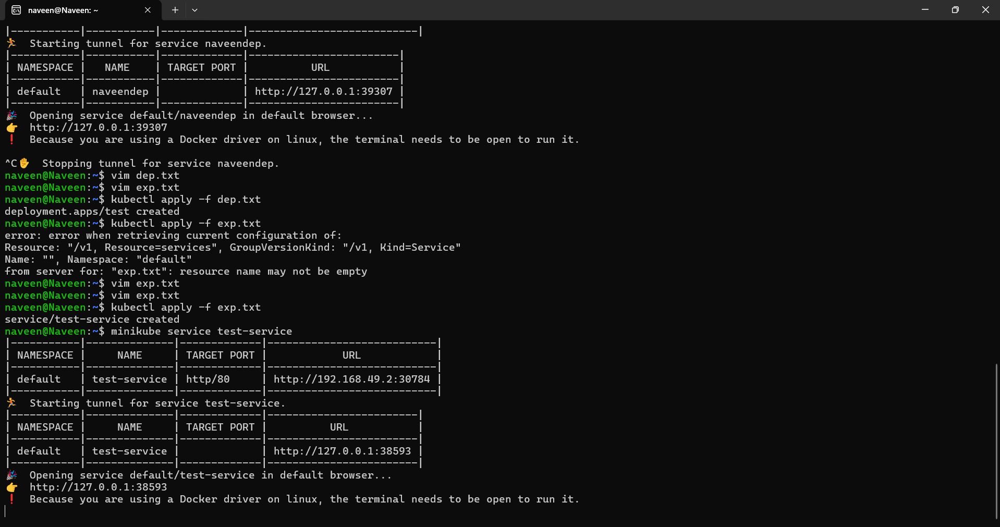 naveen@Naveen: ~
|-----------|-----------|-------------|---------------------------|
🏃  Starting tunnel for service naveendep.
|-----------|-----------|-------------|------------------------|
| NAMESPACE |   NAME    | TARGET PORT |          URL           |
|-----------|-----------|-------------|------------------------|
| default   | naveendep |             | http://127.0.0.1:39307 |
|-----------|-----------|-------------|------------------------|
🎉  Opening service default/naveendep in default browser...
👉  http://127.0.0.1:39307
❗  Because you are using a Docker driver on linux, the terminal needs to be open to run it.
^C✋  Stopping tunnel for service naveendep.
naveen@Naveen:~$ vim dep.txt
naveen@Naveen:~$ vim exp.txt
naveen@Naveen:~$ kubectl apply -f dep.txt
deployment.apps/test created
naveen@Naveen:~$ kubectl apply -f exp.txt
error: error when retrieving current configuration of:
Resource: "/v1, Resource=services", GroupVersionKind: "/v1, Kind=Service"
Name: "", Namespace: "default"
from server for: "exp.txt": resource name may not be empty
naveen@Naveen:~$ vim exp.txt
naveen@Naveen:~$ vim exp.txt
naveen@Naveen:~$ kubectl apply -f exp.txt
service/test-service created
naveen@Naveen:~$ minikube service test-service
|-----------|--------------|-------------|---------------------------|
| NAMESPACE |     NAME     | TARGET PORT |            URL            |
|-----------|--------------|-------------|---------------------------|
| default   | test-service | http/80     | http://192.168.49.2:30784 |
|-----------|--------------|-------------|---------------------------|
🏃  Starting tunnel for service test-service.
|-----------|--------------|-------------|------------------------|
| NAMESPACE |     NAME     | TARGET PORT |          URL           |
|-----------|--------------|-------------|------------------------|
| default   | test-service |             | http://127.0.0.1:38593 |
|-----------|--------------|-------------|------------------------|
🎉  Opening service default/test-service in default browser...
👉  http://127.0.0.1:38593
❗  Because you are using a Docker driver on linux, the terminal needs to be open to run it.